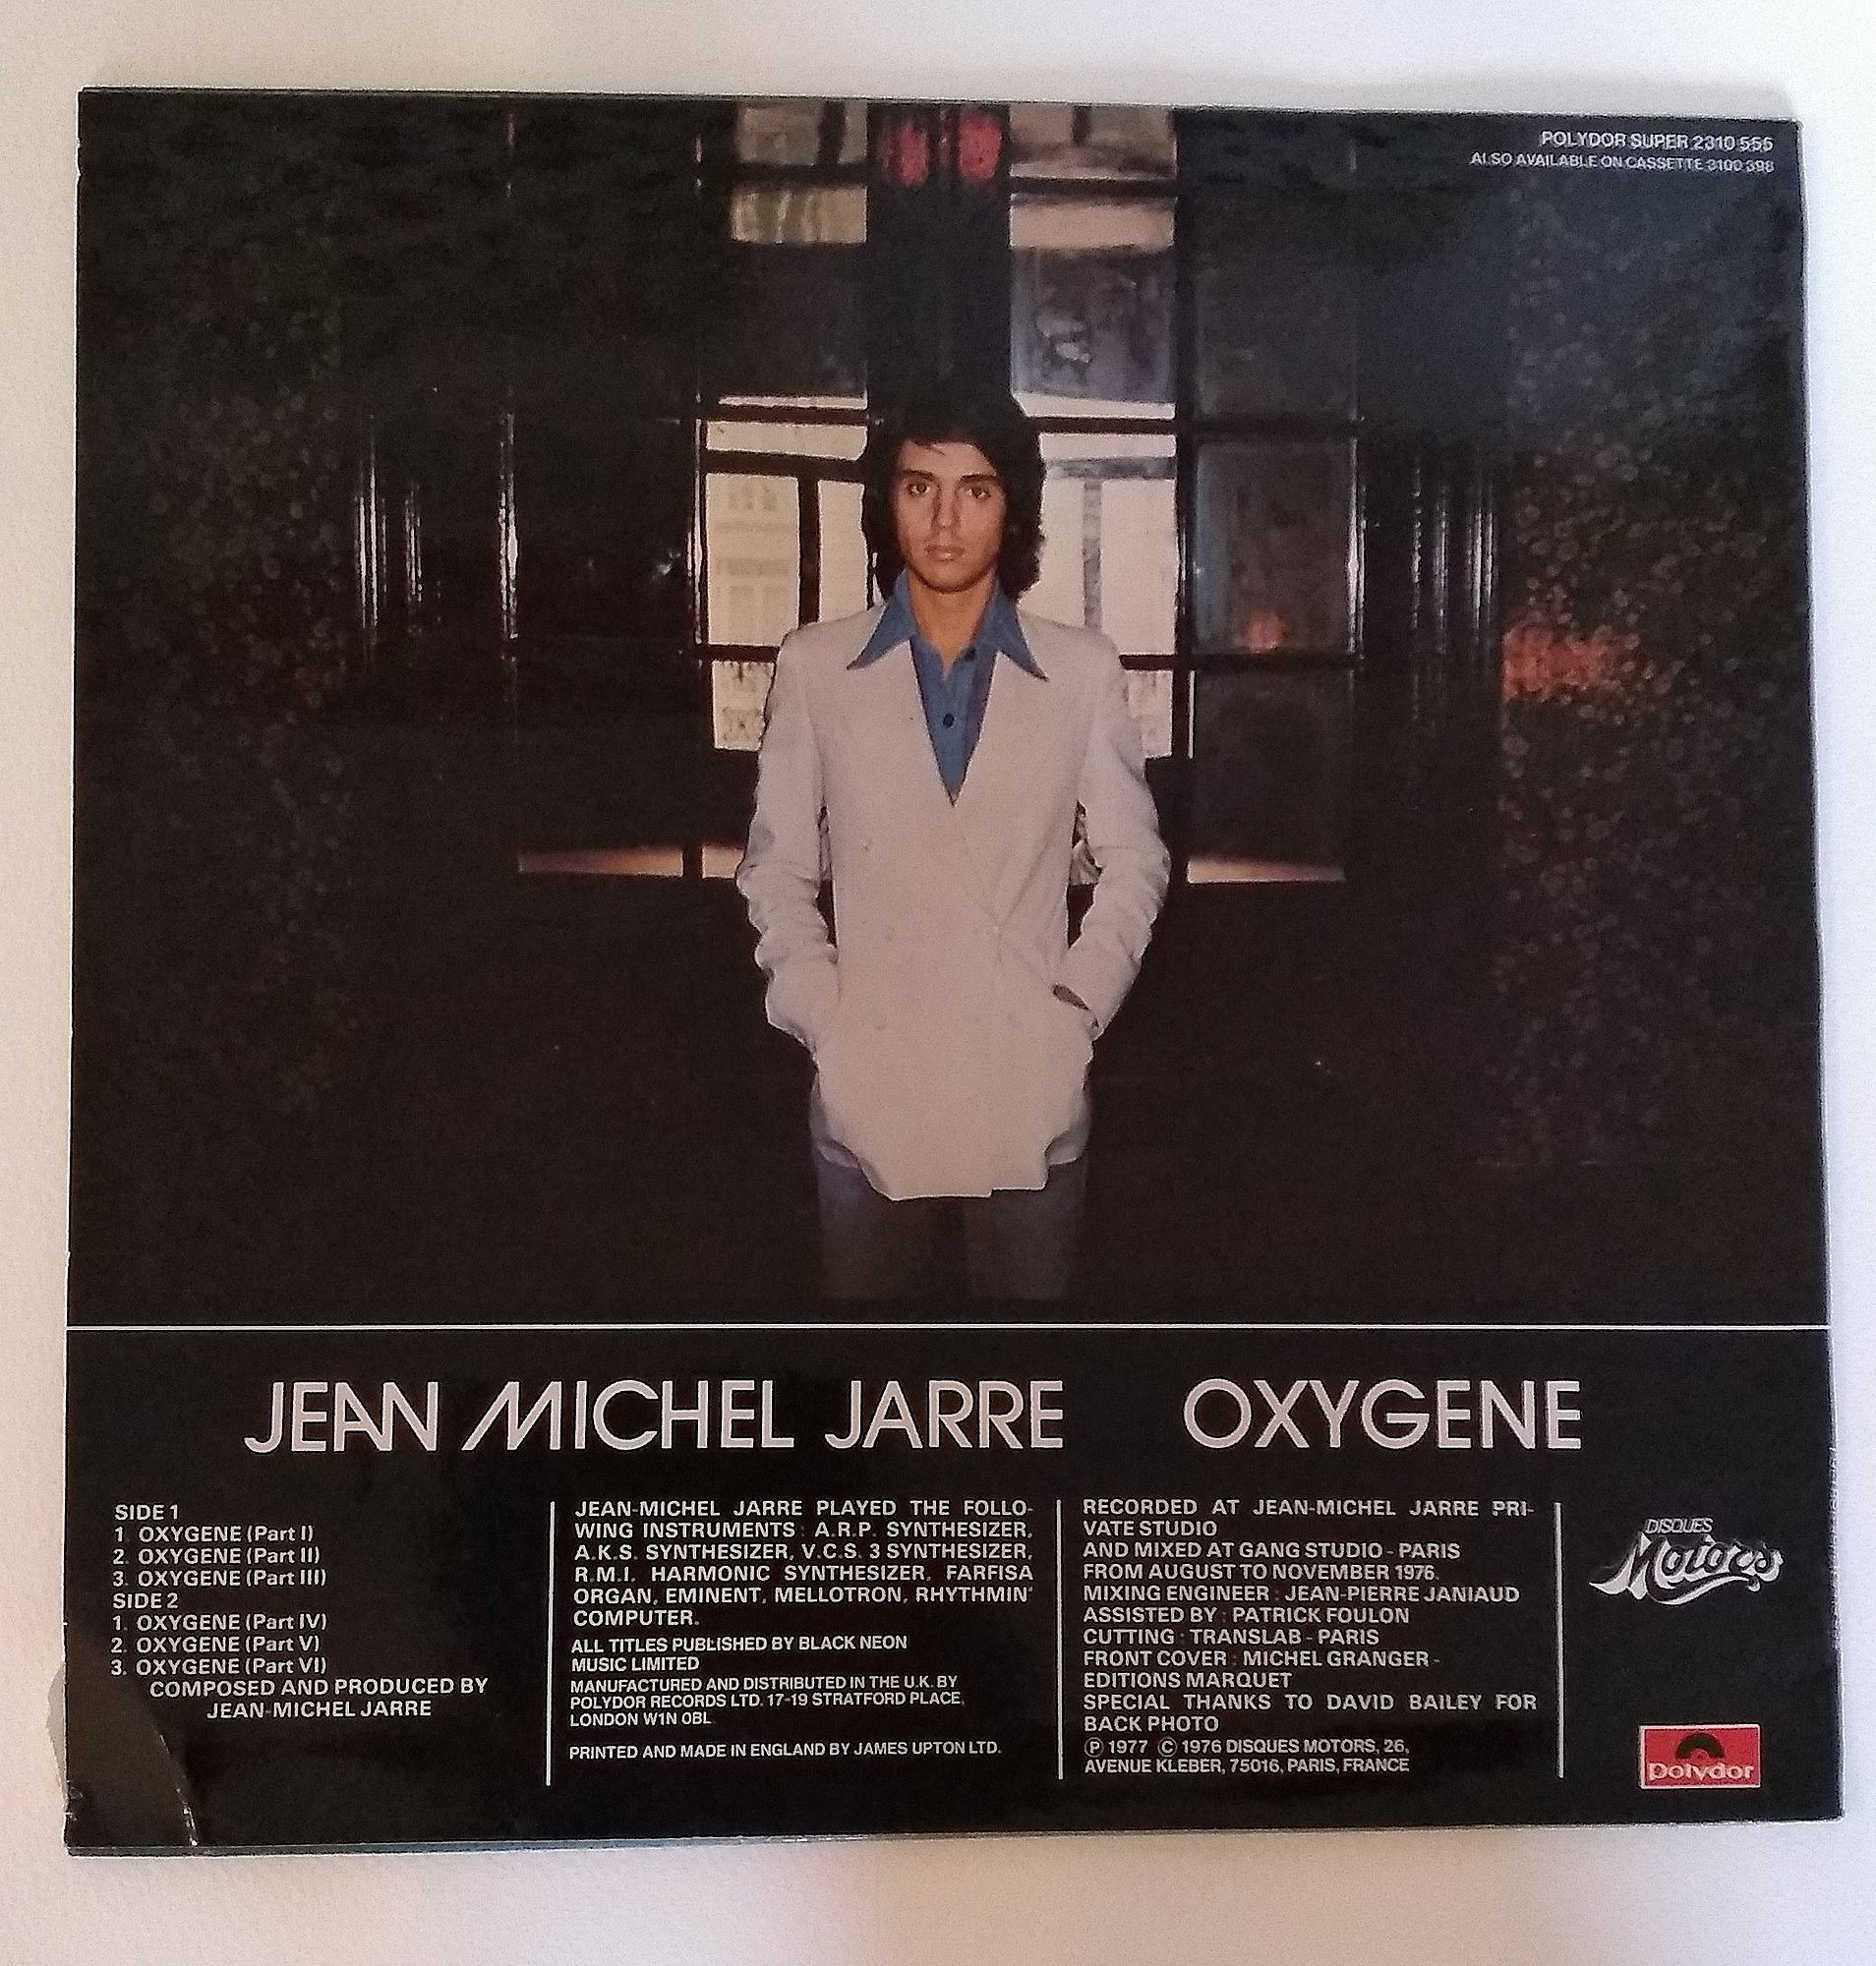 POLYDOR SUPER 2310 555
ALSO AVAILABLE ON CASSETTE 3100 398
JEAN MICHEL JARRE OXYGENE
SIDE 1
1. OXYGENE (Part I)
2. OXYGENE (Part II)
3. OXYGENE (Part III)
SIDE 2
1. OXYGENE (Part IV)
2. OXYGENE (Part V)
3. OXYGENE (Part VI)
COMPOSED AND PRODUCED BY
JEAN-MICHEL JARRE
JEAN-MICHEL JARRE PLAYED THE FOLLO-
WING INSTRUMENTS : A.R.P. SYNTHESIZER,
A.K.S. SYNTHESIZER, V.C.S. 3 SYNTHESIZER,
R.M.I. HARMONIC SYNTHESIZER, FARFISA
ORGAN, EMINENT, MELLOTRON, RHYTHMIN'
COMPUTER.
ALL TITLES PUBLISHED BY BLACK NEON
MUSIC LIMITED
MANUFACTURED AND DISTRIBUTED IN THE U.K. BY
POLYDOR RECORDS LTD. 17-19 STRATFORD PLACE,
LONDON W1N 0BL
PRINTED AND MADE IN ENGLAND BY JAMES UPTON LTD.
RECORDED AT JEAN-MICHEL JARRE PRI-
VATE STUDIO
AND MIXED AT GANG STUDIO - PARIS
FROM AUGUST TO NOVEMBER 1976.
MIXING ENGINEER : JEAN-PIERRE JANIAUD
ASSISTED BY : PATRICK FOULON
CUTTING : TRANSLAB - PARIS
FRONT COVER : MICHEL GRANGER -
EDITIONS MARQUET
SPECIAL THANKS TO DAVID BAILEY FOR
BACK PHOTO
Ⓟ 1977 © 1976 DISQUES MOTORS, 26,
AVENUE KLEBER, 75016, PARIS, FRANCE
DISQUES
Motors
polydor